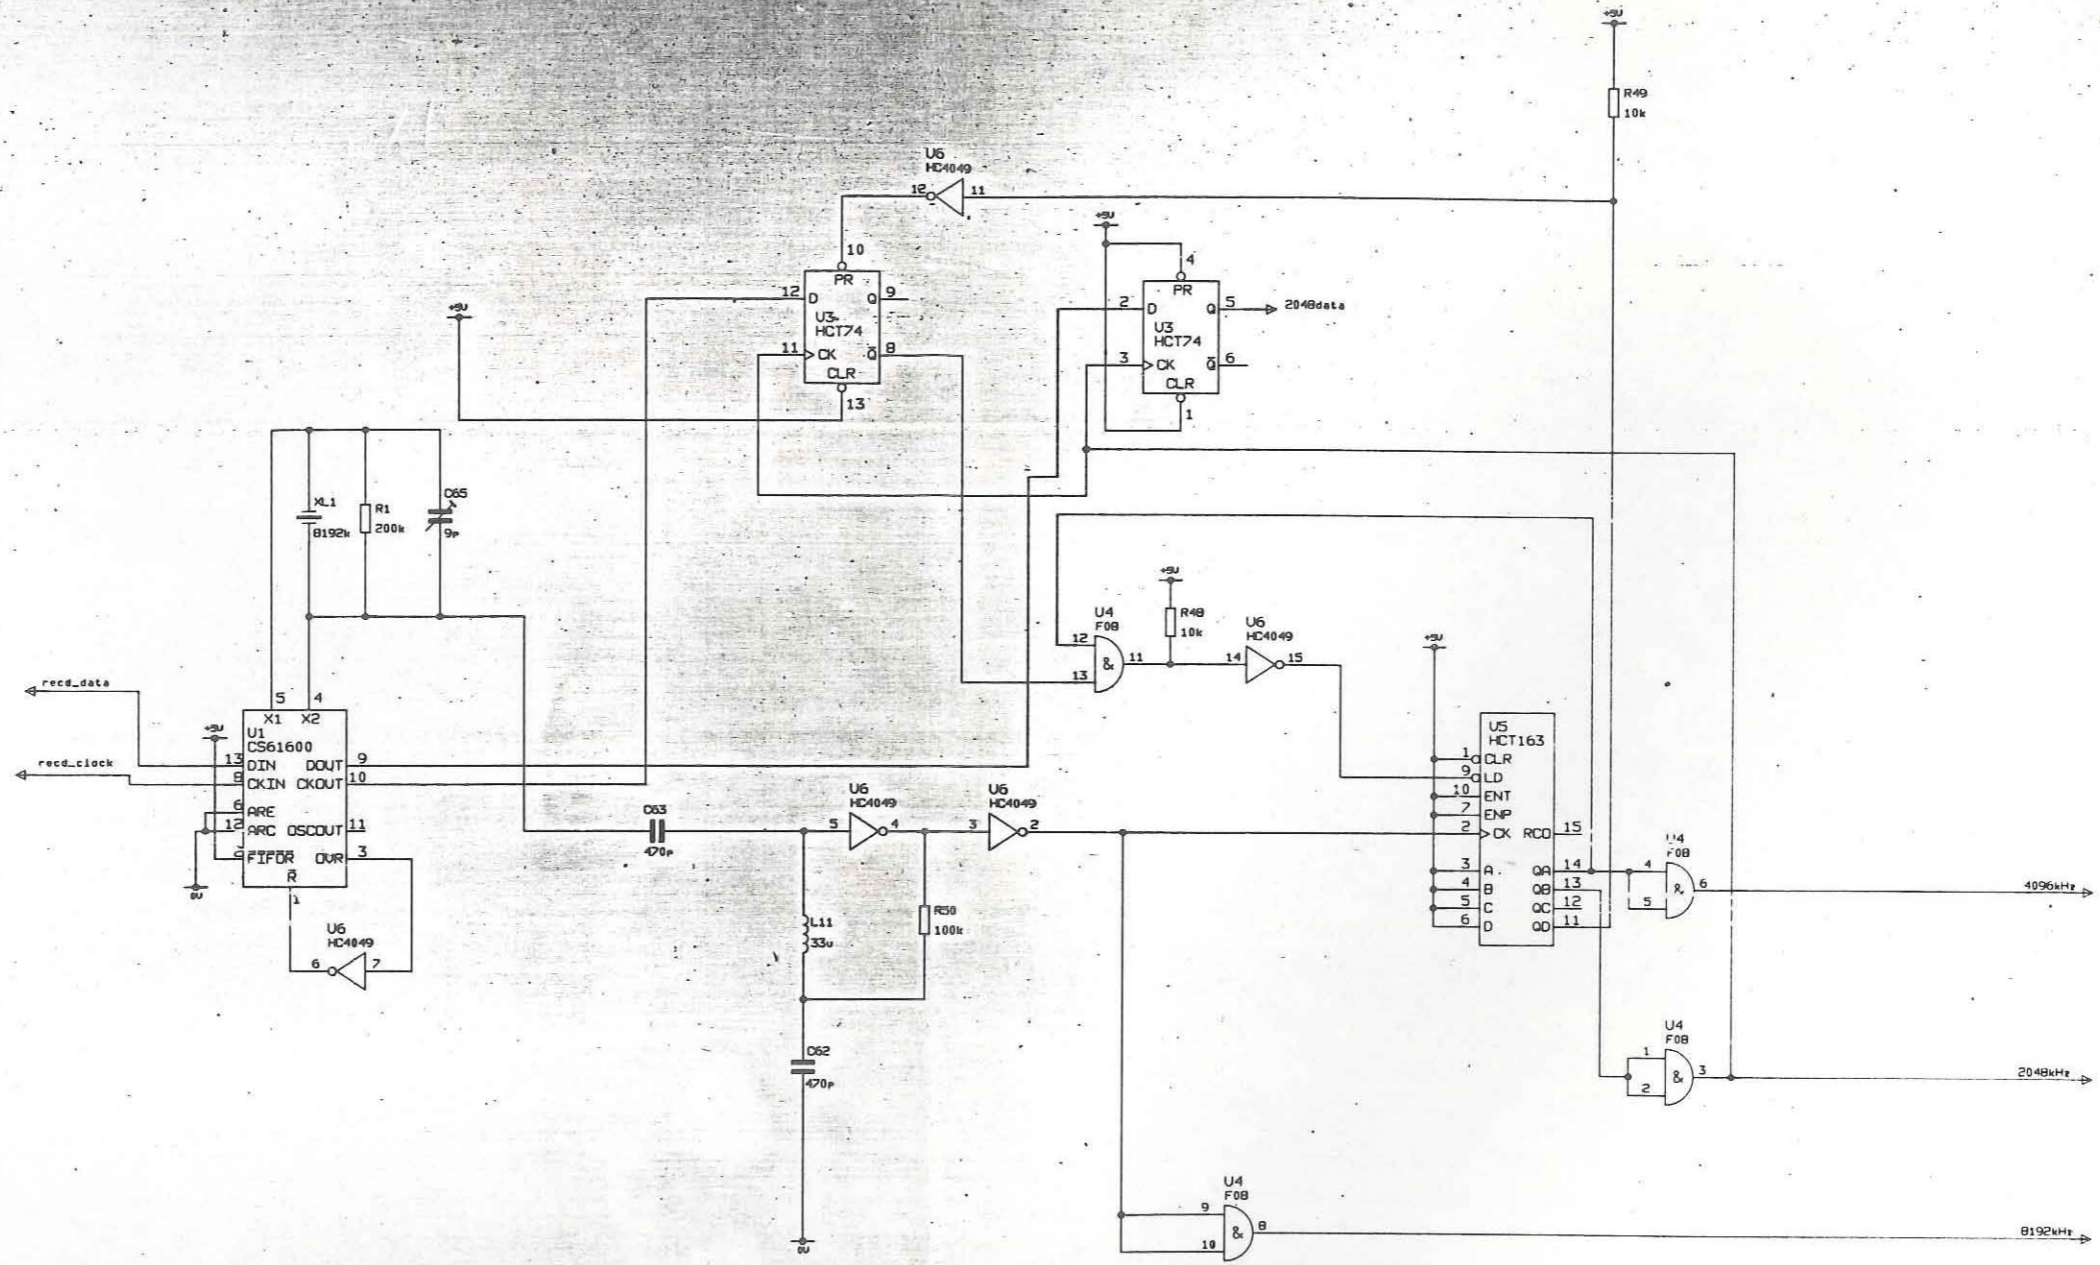 +5V
R49
10k
U6
HC4049
12
11
10
PR
12
D
Q
9
U3
HCT74
11
CK
Q̅
8
CLR
13
+5V
+5V
4
PR
2
D
Q
5
2048data
U3
HCT74
3
CK
Q̅
6
CLR
1
XL1
8192k
R1
200k
C65
9p
recd_data
recd_clock
+5V
0V
5
4
X1
X2
U1
CS61600
13
DIN
DOUT
9
8
CKIN
CKOUT
10
6
ARE
12
ARC
OSCOUT
11
2
FIFOR
OVR
3
R̅
1
U6
HC4049
6
7
C63
470p
U6
HC4049
5
4
U6
HC4049
3
2
L11
33u
R50
100k
C62
470p
0V
U4
F08
12
13
&
11
+5V
R48
10k
U6
HC4049
14
15
+5V
U5
HCT163
1
CLR
9
LD
10
ENT
7
ENP
2
CK
RCO
15
3
A
QA
14
4
B
QB
13
5
C
QC
12
6
D
QD
11
U4
F08
4
5
&
6
4096kHz
U4
F08
1
2
&
3
2048kHz
U4
F08
9
10
&
8
8192kHz